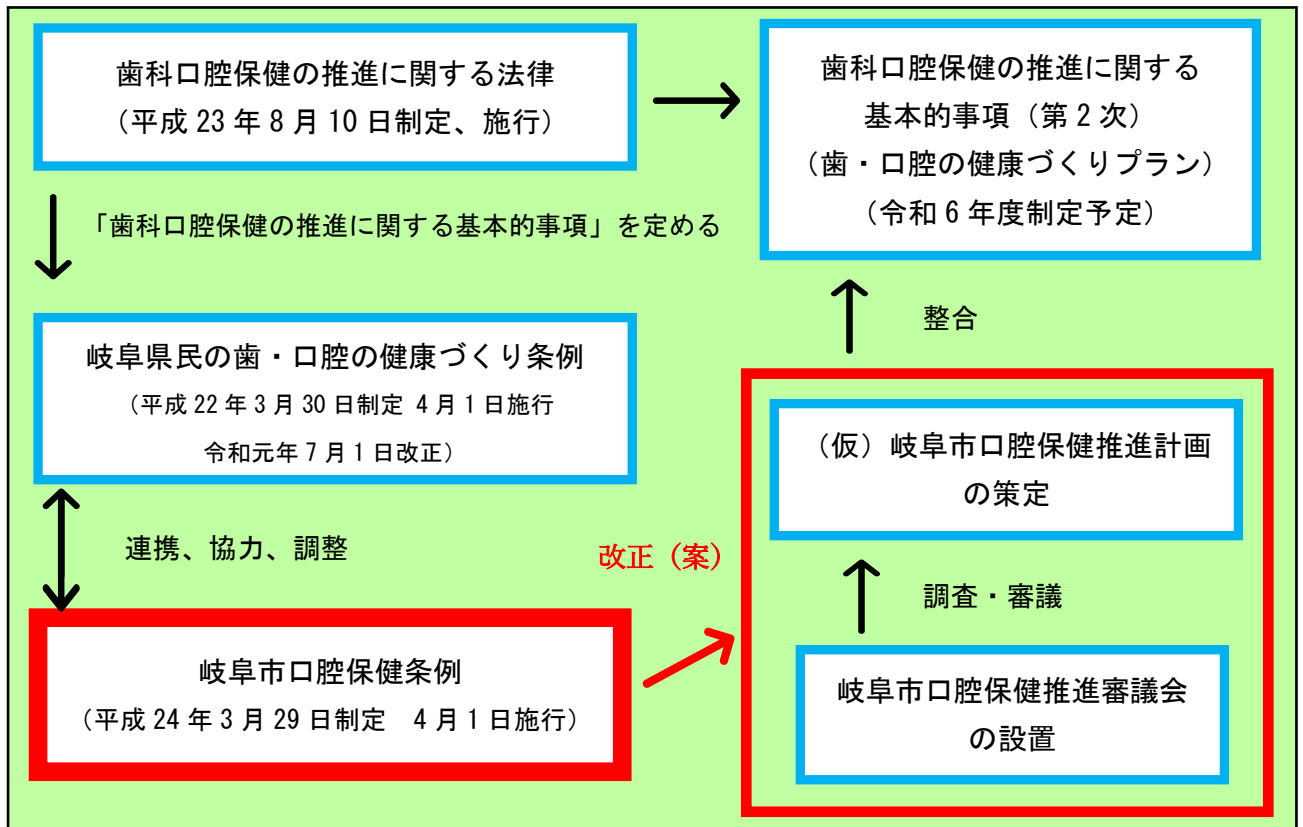 歯科口腔保健の推進に関する法律
（平成 23 年 8 月 10 日制定、施行）
歯科口腔保健の推進に関する
基本的事項（第 2 次）
（歯・口腔の健康づくりプラン）
（令和 6 年度制定予定）
「歯科口腔保健の推進に関する基本的事項」を定める
整合
岐阜県民の歯・口腔の健康づくり条例
（平成 22 年 3 月 30 日制定 4 月 1 日施行
令和元年 7 月 1 日改正）
（仮）岐阜市口腔保健推進計画
の策定
連携、協力、調整
改正（案）
調査・審議
岐阜市口腔保健条例
（平成 24 年 3 月 29 日制定　4 月 1 日施行）
岐阜市口腔保健推進審議会
の設置